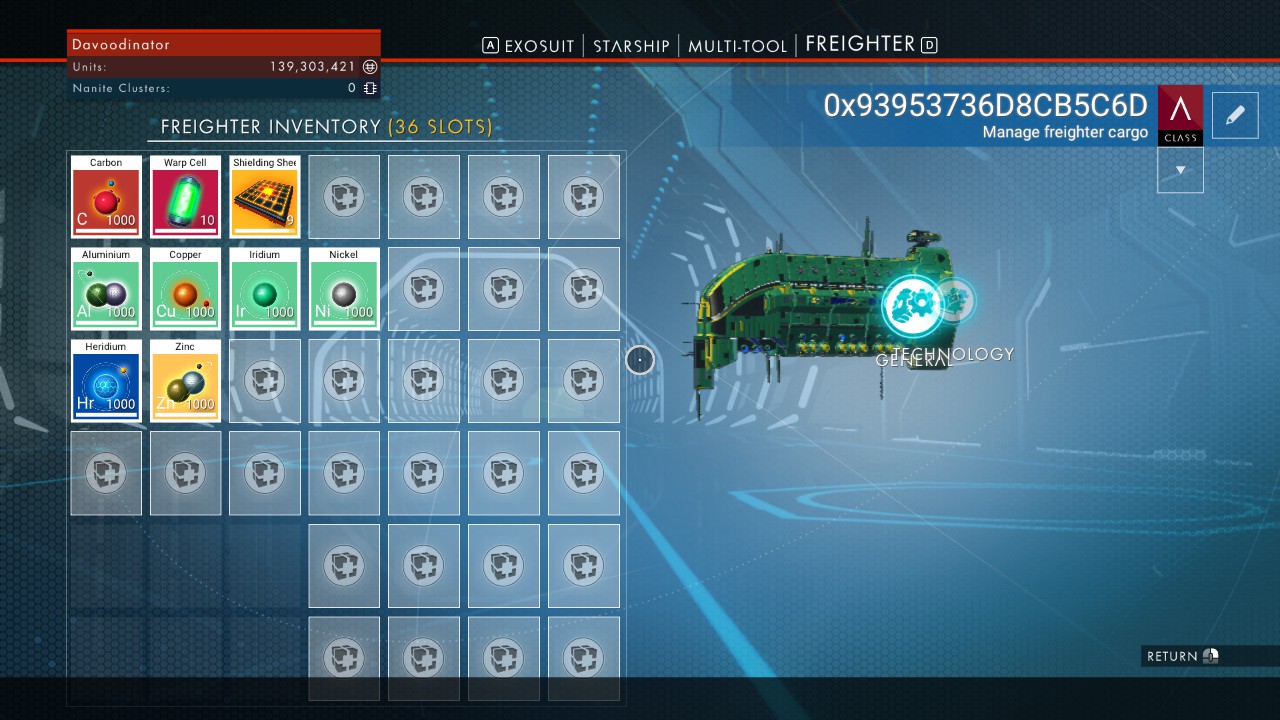 Davoodinator
Units: 139,303,421
Nanite Clusters: 0
A EXOSUIT STARSHIP MULTI-TOOL FREIGHTER D
0x93953736D8CB5C6D
Manage freighter cargo
CLASS
FREIGHTER INVENTORY (36 SLOTS)
Carbon Warp Cell Shielding Shee
C 1000 10 9
Aluminium Copper Iridium Nickel
Al 1000 Cu 1000 Ir 1000 Ni 1000
Heridium Zinc
Hr 1000 Zn 1000
TECHNOLOGY
GENERAL
RETURN